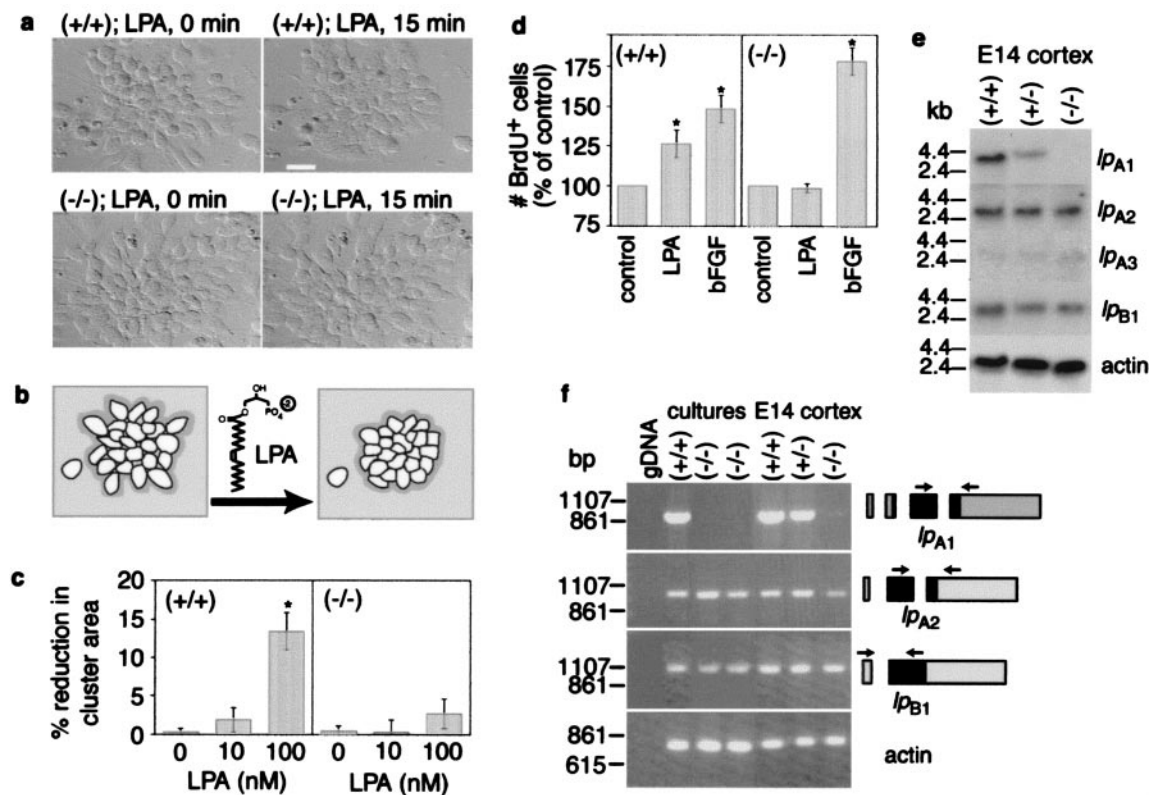 a (+/+); LPA, 0 min (+/+); LPA, 15 min
(-/-); LPA, 0 min (-/-); LPA, 15 min
b
OH
O
O
PO4
-2
LPA
c
% reduction in
cluster area
20
15
10
5
0
(+/+) (-/-)
*
0 10 100 0 10 100
LPA (nM) LPA (nM)
d
# BrdU+ cells
(% of control)
175
150
125
100
75
(+/+) (-/-)
* * *
control LPA bFGF control LPA bFGF
e
E14 cortex
kb (+/+) (+/-) (-/-)
4.4
2.4
lpA1
4.4
2.4
lpA2
4.4
2.4
lpA3
4.4
2.4
lpB1
4.4
2.4
actin
f
cultures E14 cortex
bp gDNA (+/+) (-/-) (-/-) (+/+) (+/-) (-/-)
1107
861
lpA1
1107
861
lpA2
1107
861
lpB1
861
615
actin